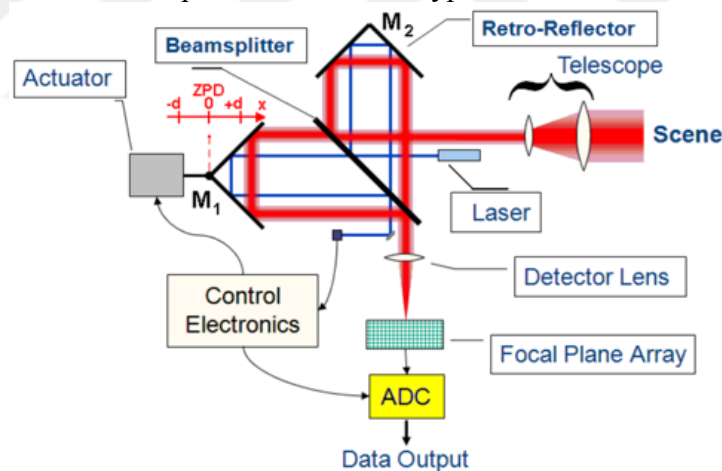 M2
Retro-Reflector
Beamsplitter
Telescope
Actuator
ZPD
-d 0 +d x
Scene
M1
Laser
Detector Lens
Control
Electronics
Focal Plane Array
ADC
Data Output